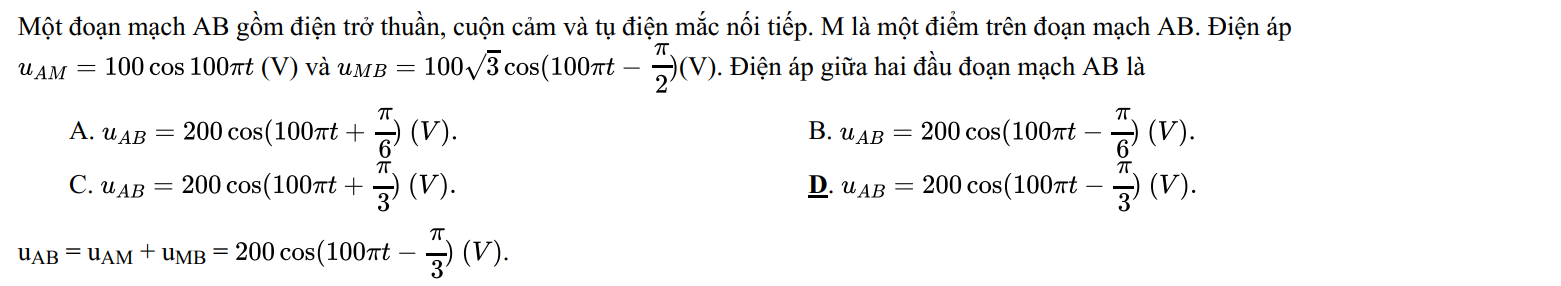 Một đoạn mạch AB gồm điện trở thuần, cuộn cảm và tụ điện mắc nối tiếp. M là một điểm trên đoạn mạch AB. Điện áp
$u_{AM} = 100\cos 100\pi t$ (V) và $u_{MB} = 100\sqrt{3}\cos(100\pi t - \frac{\pi}{2})$(V). Điện áp giữa hai đầu đoạn mạch AB là
A. $u_{AB} = 200\cos(100\pi t + \frac{\pi}{6})\ (V)$. B. $u_{AB} = 200\cos(100\pi t - \frac{\pi}{6})\ (V)$.
C. $u_{AB} = 200\cos(100\pi t + \frac{\pi}{3})\ (V)$. D. $u_{AB} = 200\cos(100\pi t - \frac{\pi}{3})\ (V)$.
$u_{AB} = u_{AM} + u_{MB} = 200\cos(100\pi t - \frac{\pi}{3})\ (V)$.